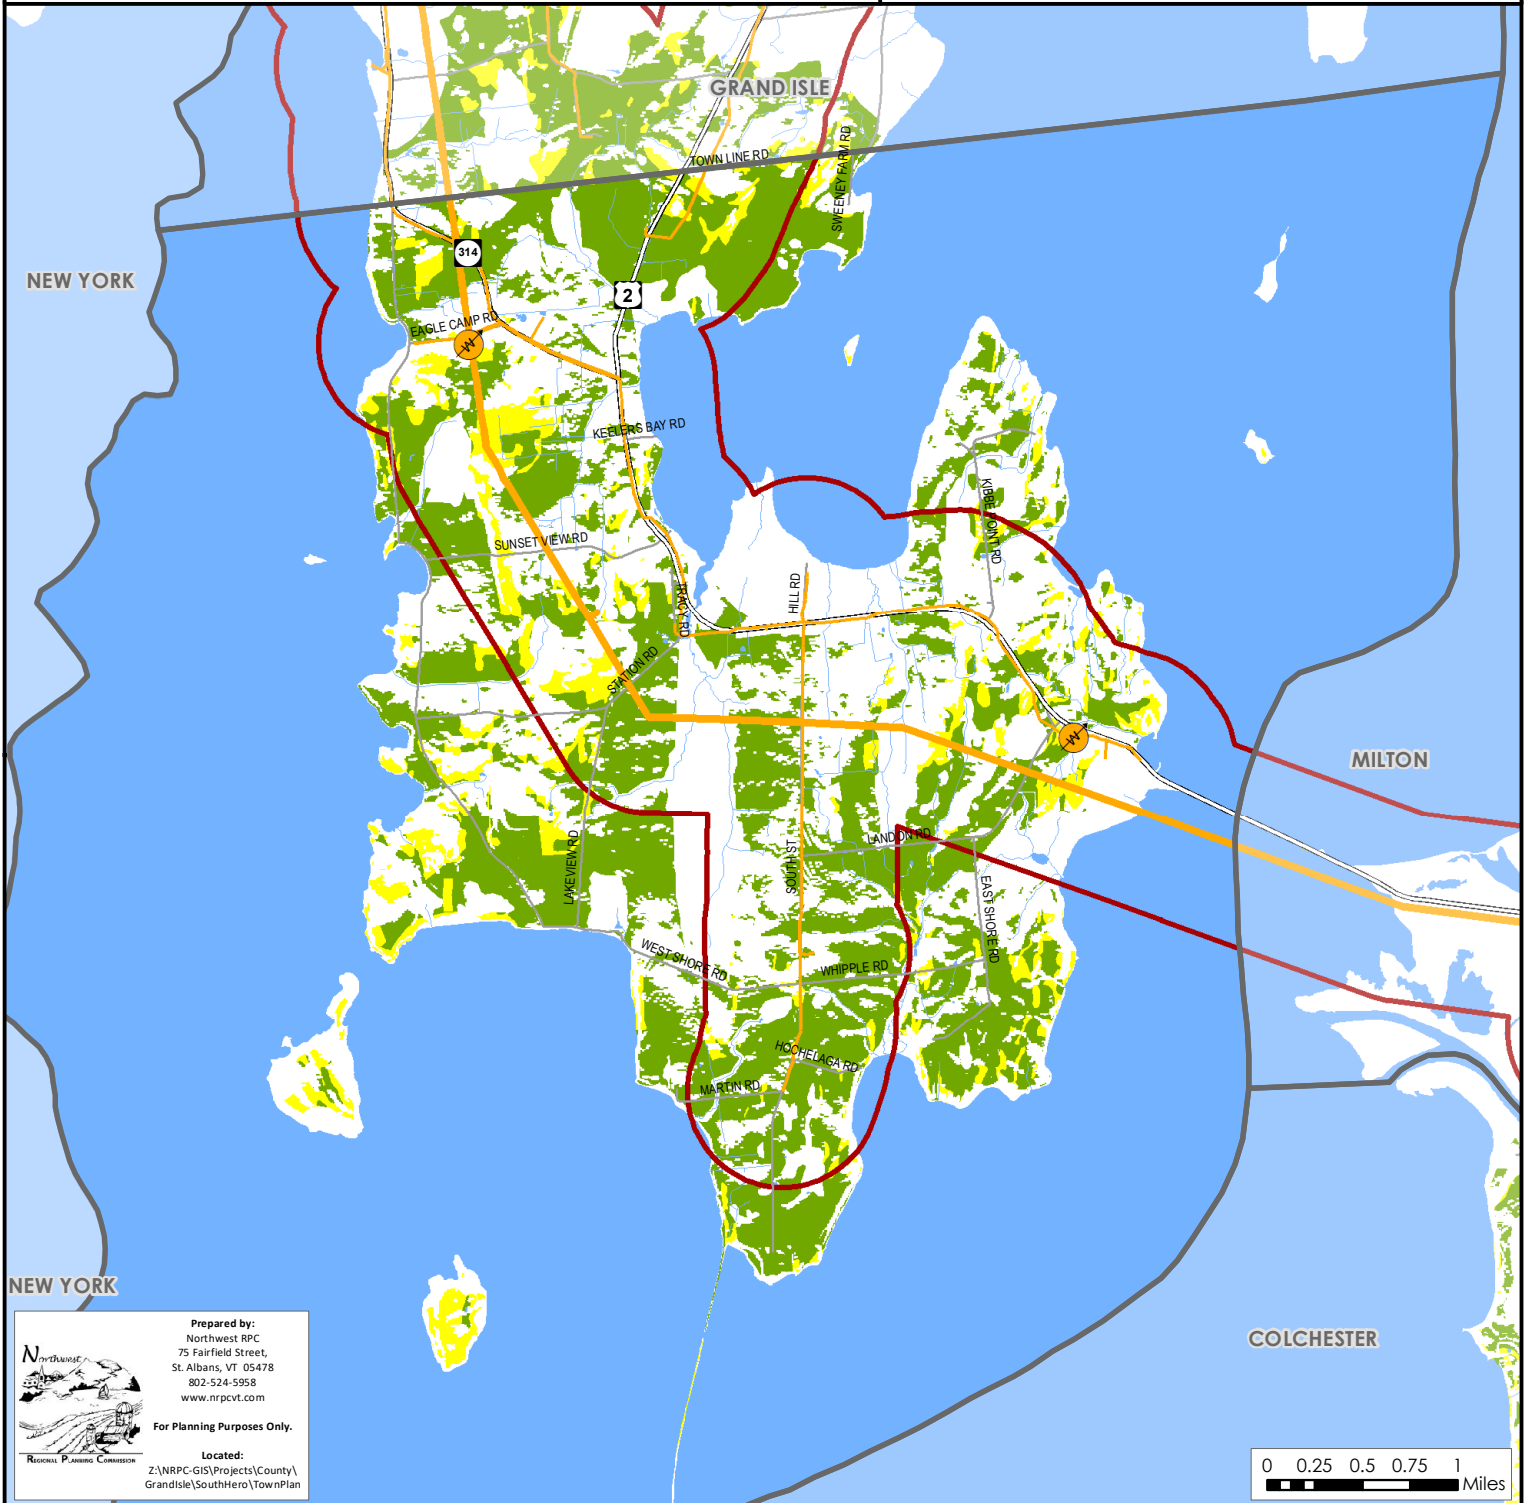 GRAND ISLE
TOWN LINE RD
SWEENEY FARM RD
314
NEW YORK
2
EAGLE CAMP RD
W
KEELERS BAY RD
KIBBE POINT RD
SUNSET VIEW RD
TRACY RD
HILL RD
STATION RD
W
MILTON
LANDON RD
SOUTH ST
LAKEVIEW RD
EAST SHORE RD
WEST SHORE RD
WHIPPLE RD
HOCHELAGA RD
MARTIN RD
NEW YORK
COLCHESTER
Northwest
REGIONAL PLANNING COMMISSION
Prepared by:
Northwest RPC
75 Fairfield Street,
St. Albans, VT 05478
802-524-5958
www.nrpcvt.com
For Planning Purposes Only.
Located:
Z:\NRPC-GIS\Projects\County\
GrandIsle\SouthHero\TownPlan
0 0.25 0.5 0.75 1
Miles